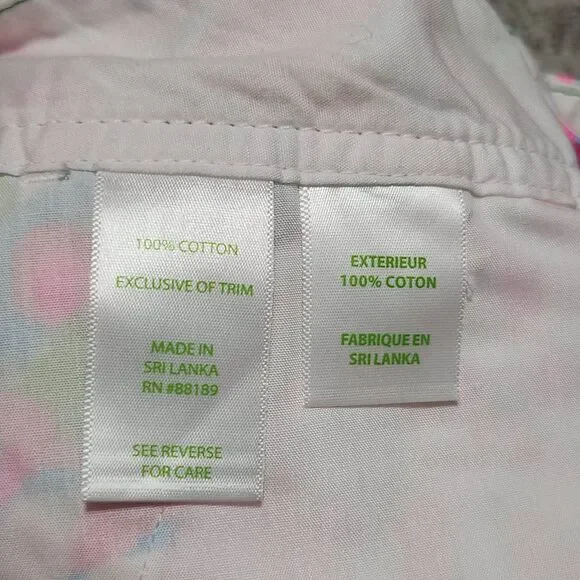 100% COTTON
EXCLUSIVE OF TRIM
MADE IN
SRI LANKA
RN #88189
SEE REVERSE
FOR CARE
EXTERIEUR
100% COTON
FABRIQUE EN
SRI LANKA